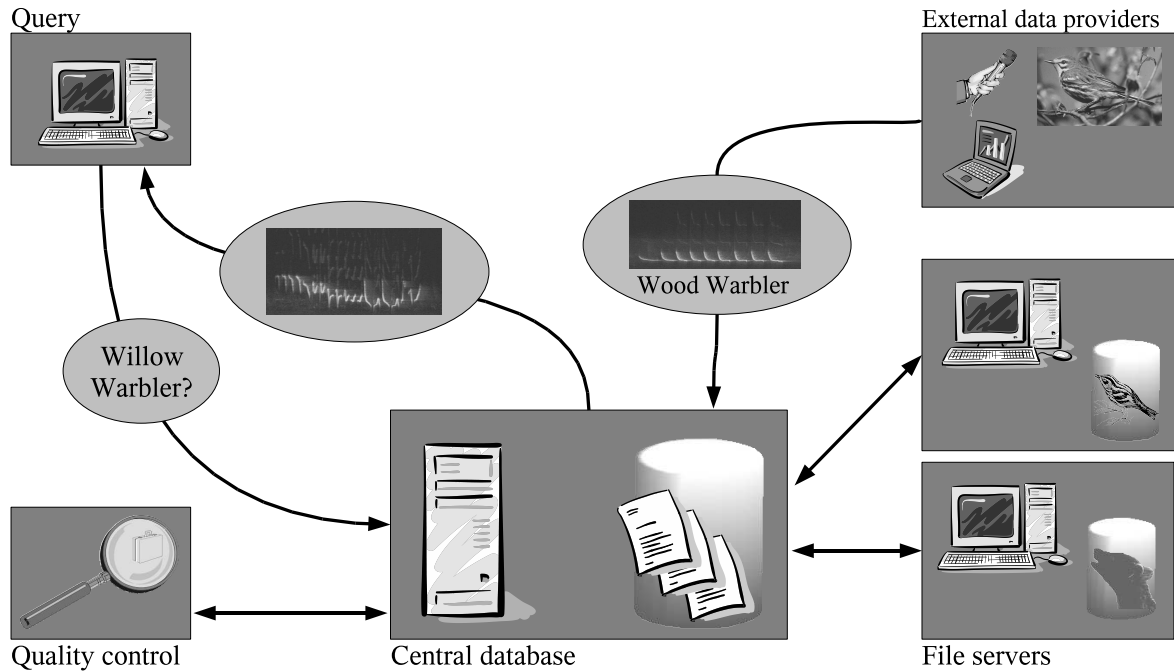 Query
External data providers
Wood Warbler
Willow
Warbler?
Quality control
Central database
File servers